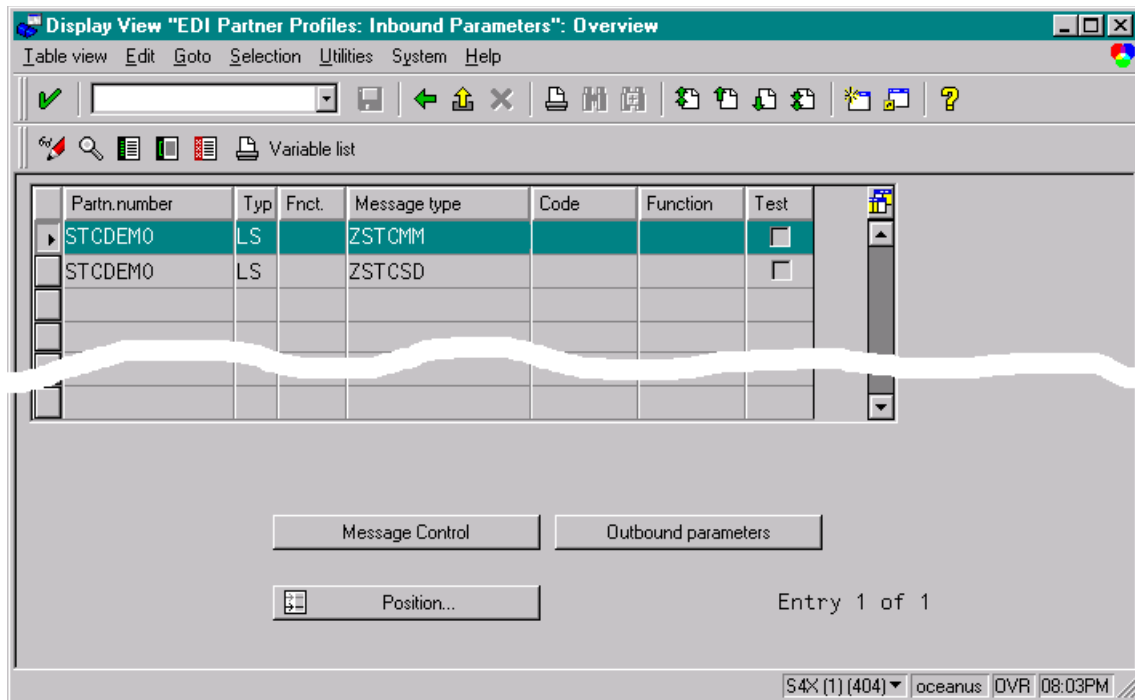 Display View "EDI Partner Profiles: Inbound Parameters": Overview
Table view Edit Goto Selection Utilities System Help
Variable list
Partn.number Typ Fnct. Message type Code Function Test
STCDEMO LS ZSTCMM
STCDEMO LS ZSTCSD
Message Control Outbound parameters
Position... Entry 1 of 1
S4X (1) (404) oceanus OVR 08:03PM